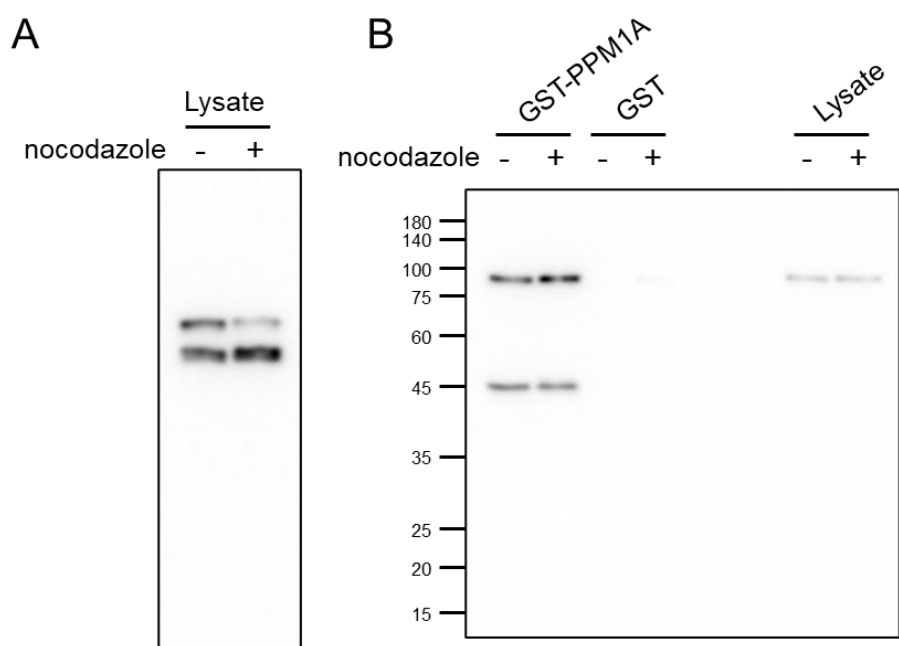 A
Lysate
nocodazole - +
B
GST-PPM1A GST Lysate
nocodazole - + - + - +
180
140
100
75
60
45
35
25
20
15